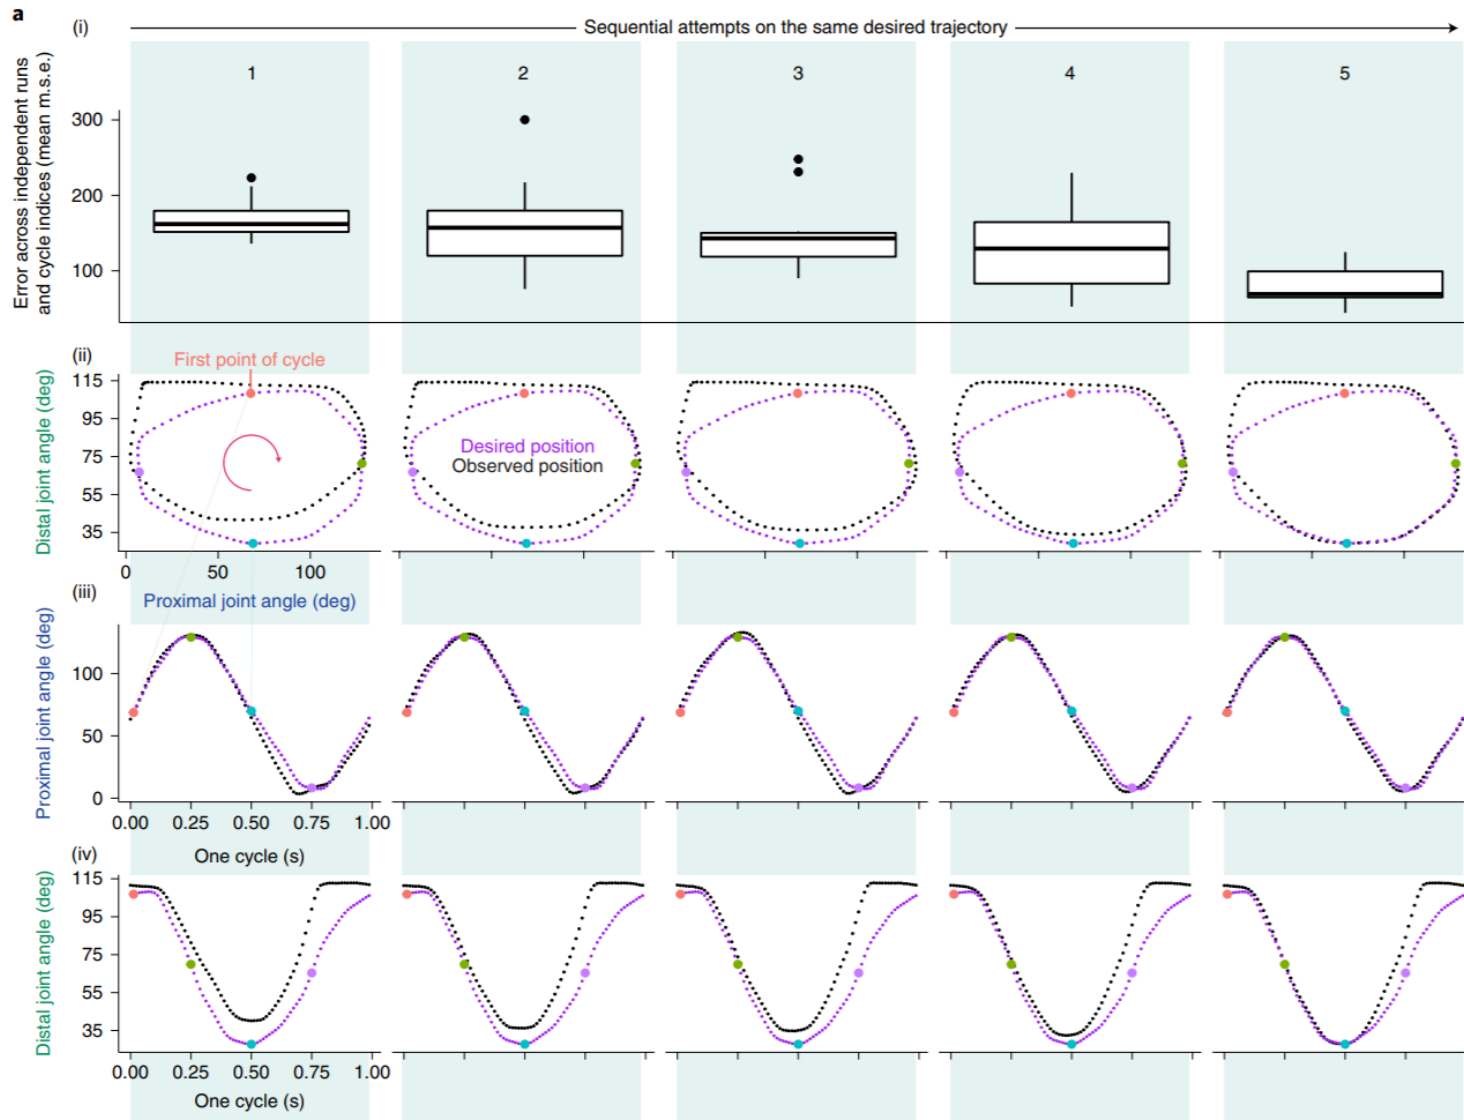 a
(i)
Sequential attempts on the same desired trajectory
1
2
3
4
5
Error across independent runs
and cycle indices (mean m.s.e.)
300
200
100
(ii)
First point of cycle
Distal joint angle (deg)
115
95
75
55
35
Desired position
Observed position
0
50
100
Proximal joint angle (deg)
(iii)
Proximal joint angle (deg)
100
50
0
0.00
0.25
0.50
0.75
1.00
One cycle (s)
(iv)
Distal joint angle (deg)
115
95
75
55
35
0.00
0.25
0.50
0.75
1.00
One cycle (s)